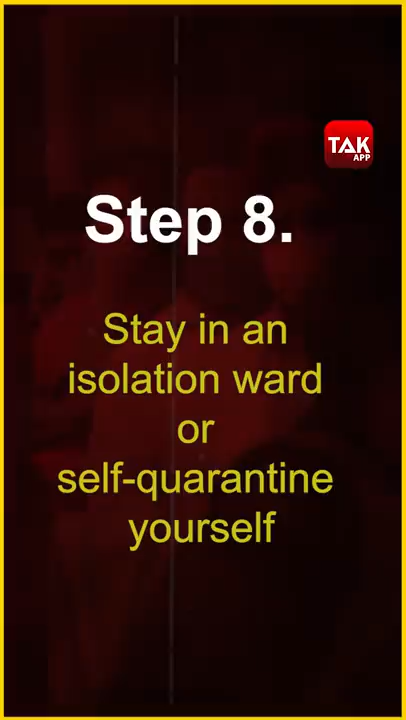 TAK
APP
Step 8.
Stay in an
isolation ward
or
self-quarantine
yourself